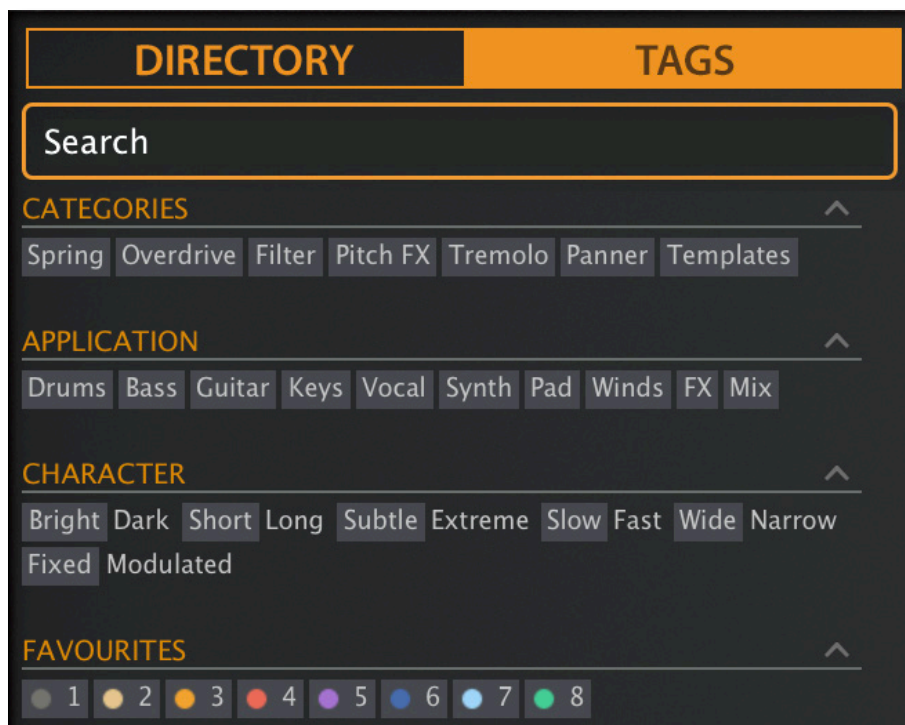 DIRECTORY TAGS
Search
CATEGORIES
Spring Overdrive Filter Pitch FX Tremolo Panner Templates
APPLICATION
Drums Bass Guitar Keys Vocal Synth Pad Winds FX Mix
CHARACTER
Bright Dark Short Long Subtle Extreme Slow Fast Wide Narrow
Fixed Modulated
FAVOURITES
1 2 3 4 5 6 7 8